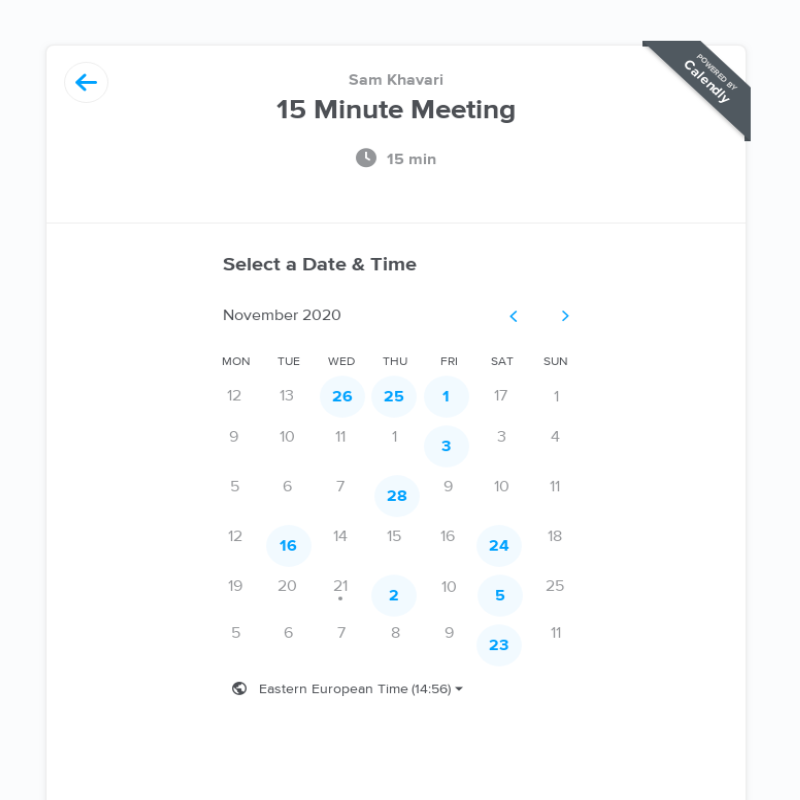 Sam Khavari
POWERED BY
Calendly
15 Minute Meeting
15 min
Select a Date & Time
November 2020
MON TUE WED THU FRI SAT SUN
12 13 26 25 1 17 1
9 10 11 1 3 3 4
5 6 7 28 9 10 11
12 16 14 15 16 24 18
19 20 21 2 10 5 25
5 6 7 8 9 23 11
Eastern European Time (14:56)